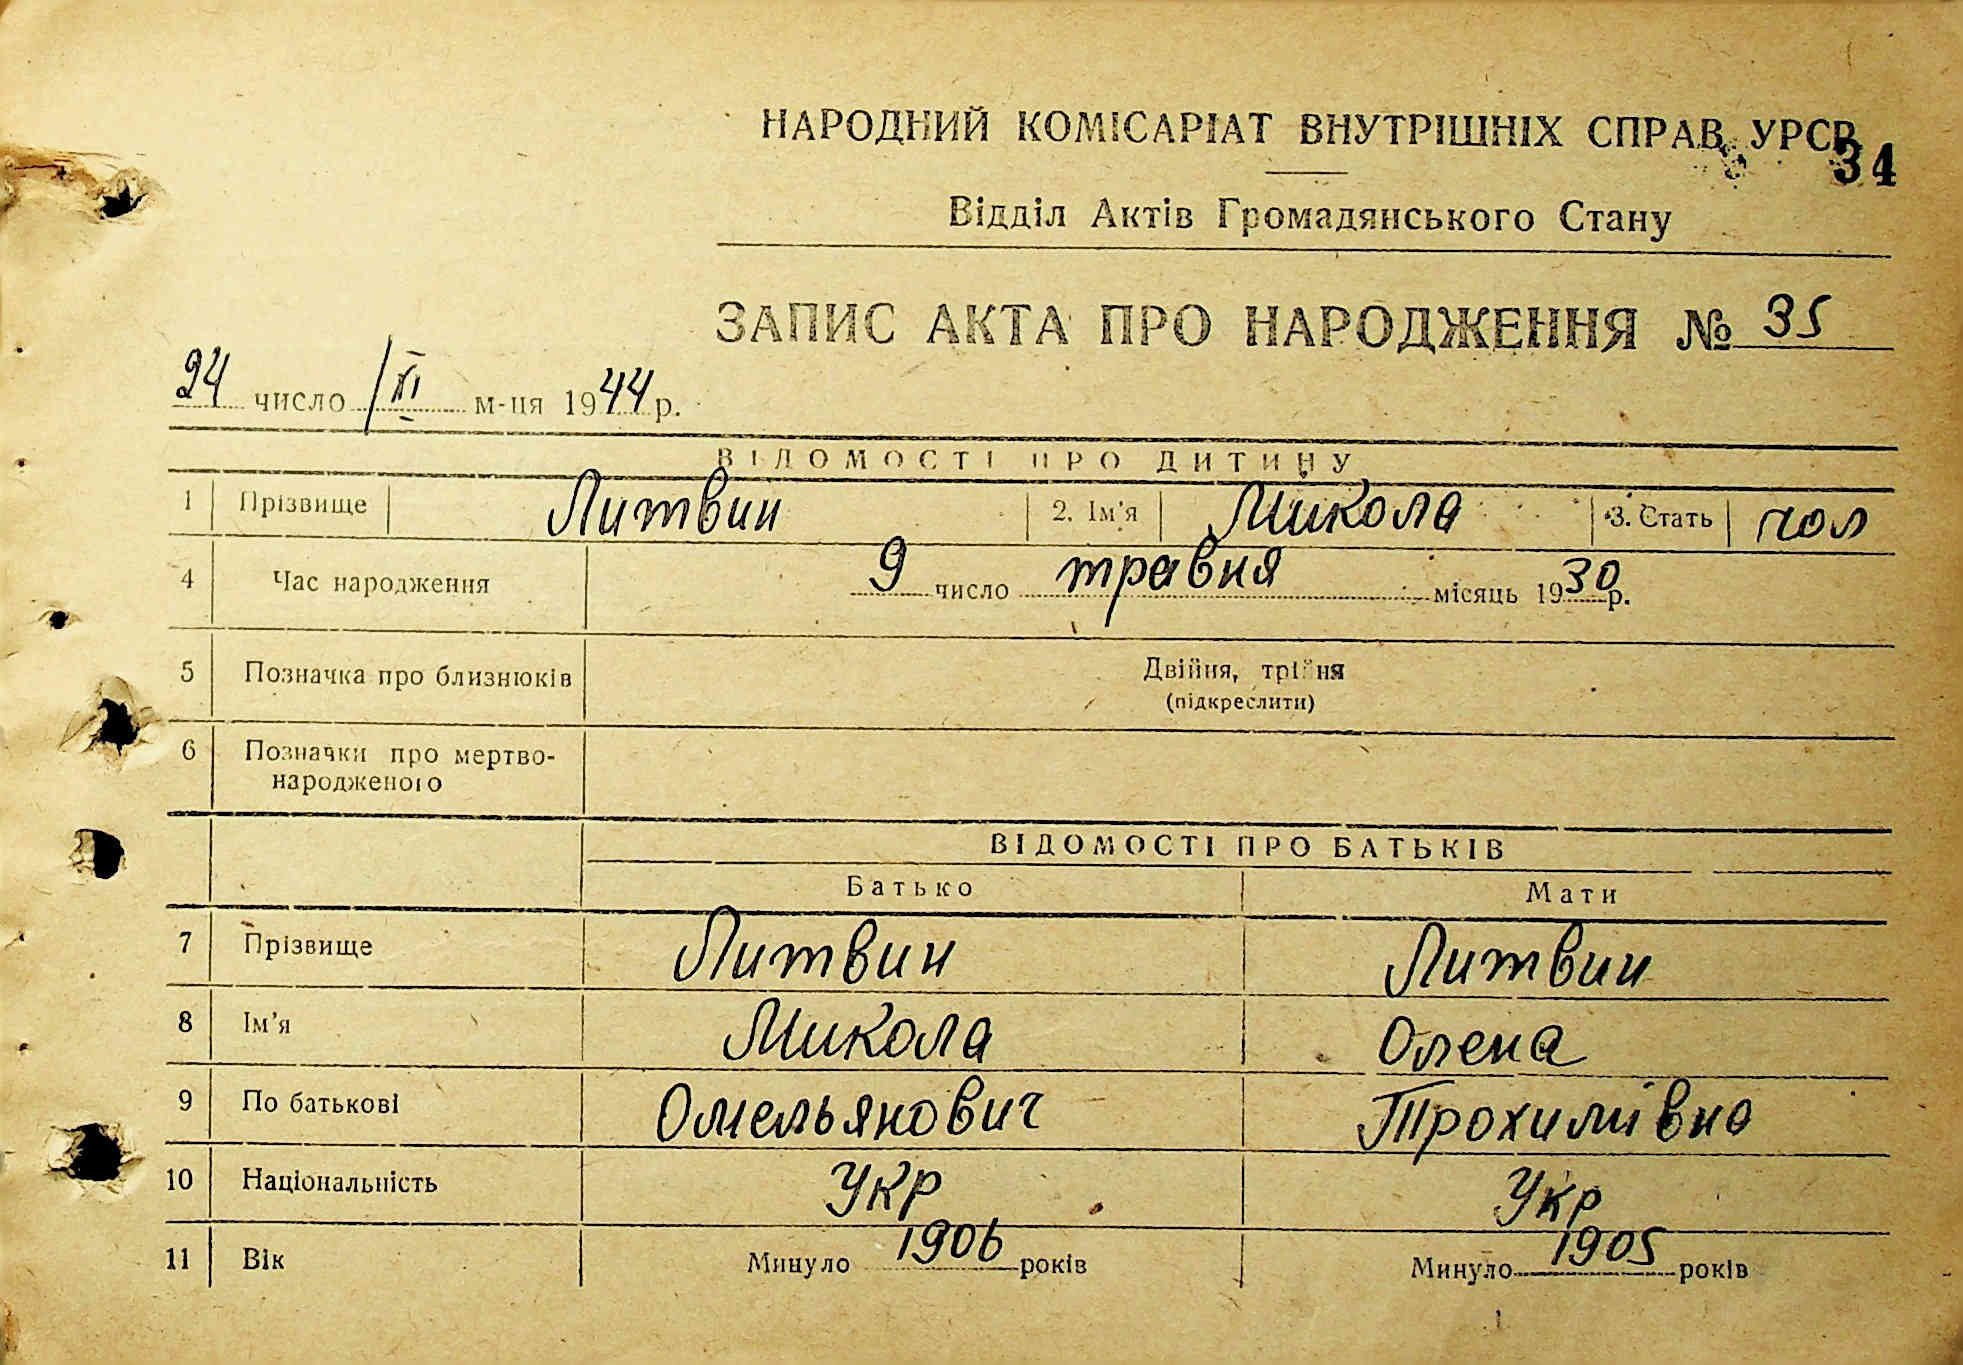 НАРОДНИЙ КОМІСАРІАТ ВНУТРІШНІХ СПРАВ УРСР
34
Відділ Актів Громадянського Стану
ЗАПИС АКТА ПРО НАРОДЖЕННЯ № 35
24 число XI м-ця 1944 р.
ВІДОМОСТІ ПРО ДИТИНУ
1 Прізвище Литвин 2. Ім'я Микола 3. Стать чол
4 Час народження 9 число травня місяць 1930 р.
5 Позначка про близнюків Двійня, трійня
(підкреслити)
6 Позначки про мертво-
народженого
ВІДОМОСТІ ПРО БАТЬКІВ
Батько Мати
7 Прізвище Литвин Литвин
8 Ім'я Микола Олена
9 По батькові Омельянович Трохимівна
10 Національність Укр Укр
11 Вік Минуло 1906 років Минуло 1905 років